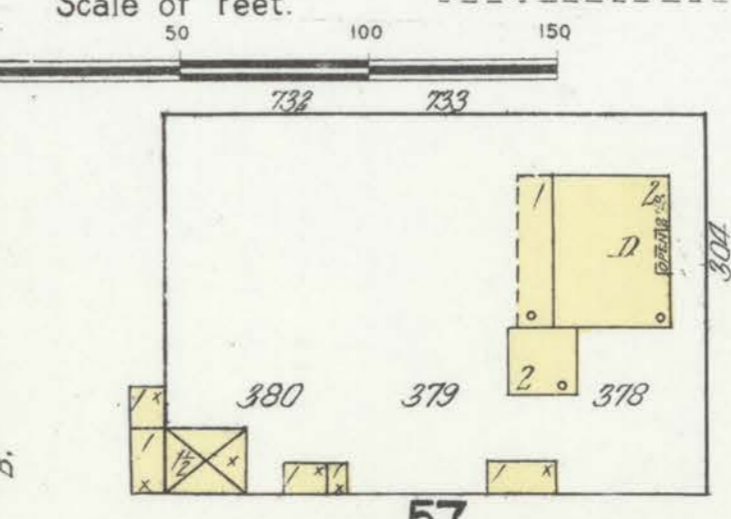 Scale of Feet.
50 100 150
732 733
1 2
D
OPEN
304
2
380 379 378
1 x
1
x
1½ x
1 x 1
x
1 x
57
B.